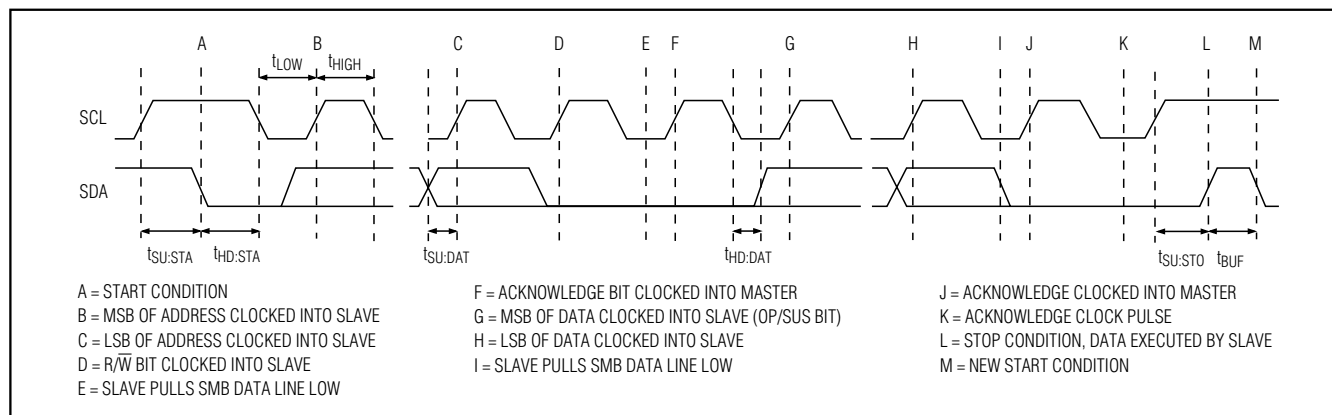 A B C D E F G H I J K L M
tLOW tHIGH
SCL
SDA
tSU:STA tHD:STA tSU:DAT tHD:DAT tSU:STO tBUF
A = START CONDITION
B = MSB OF ADDRESS CLOCKED INTO SLAVE
C = LSB OF ADDRESS CLOCKED INTO SLAVE
D = R/W̅ BIT CLOCKED INTO SLAVE
E = SLAVE PULLS SMB DATA LINE LOW
F = ACKNOWLEDGE BIT CLOCKED INTO MASTER
G = MSB OF DATA CLOCKED INTO SLAVE (OP/SUS BIT)
H = LSB OF DATA CLOCKED INTO SLAVE
I = SLAVE PULLS SMB DATA LINE LOW
J = ACKNOWLEDGE CLOCKED INTO MASTER
K = ACKNOWLEDGE CLOCK PULSE
L = STOP CONDITION, DATA EXECUTED BY SLAVE
M = NEW START CONDITION